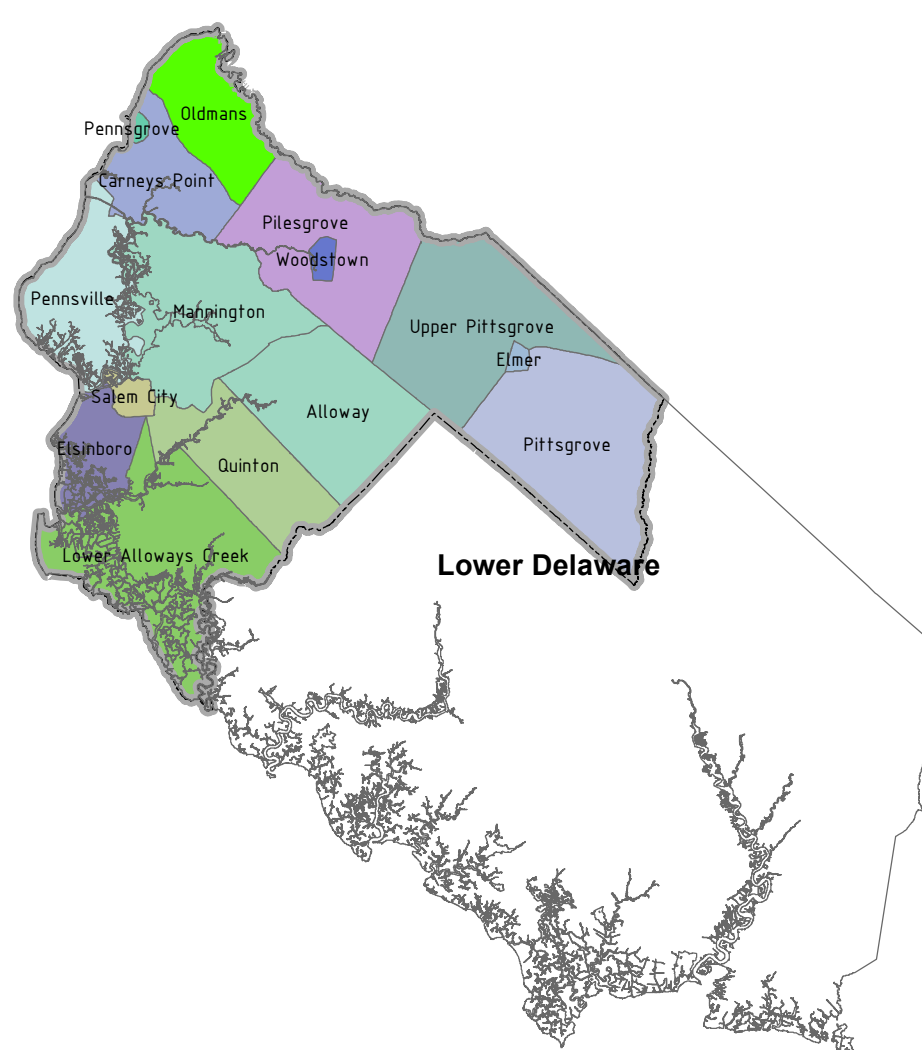 Oldmans
Pennsgrove
Carneys Point
Pilesgrove
Woodstown
Pennsville
Mannington
Upper Pittsgrove
Elmer
Salem City
Alloway
Elsinboro
Pittsgrove
Quinton
Lower Alloways Creek
Lower Delaware